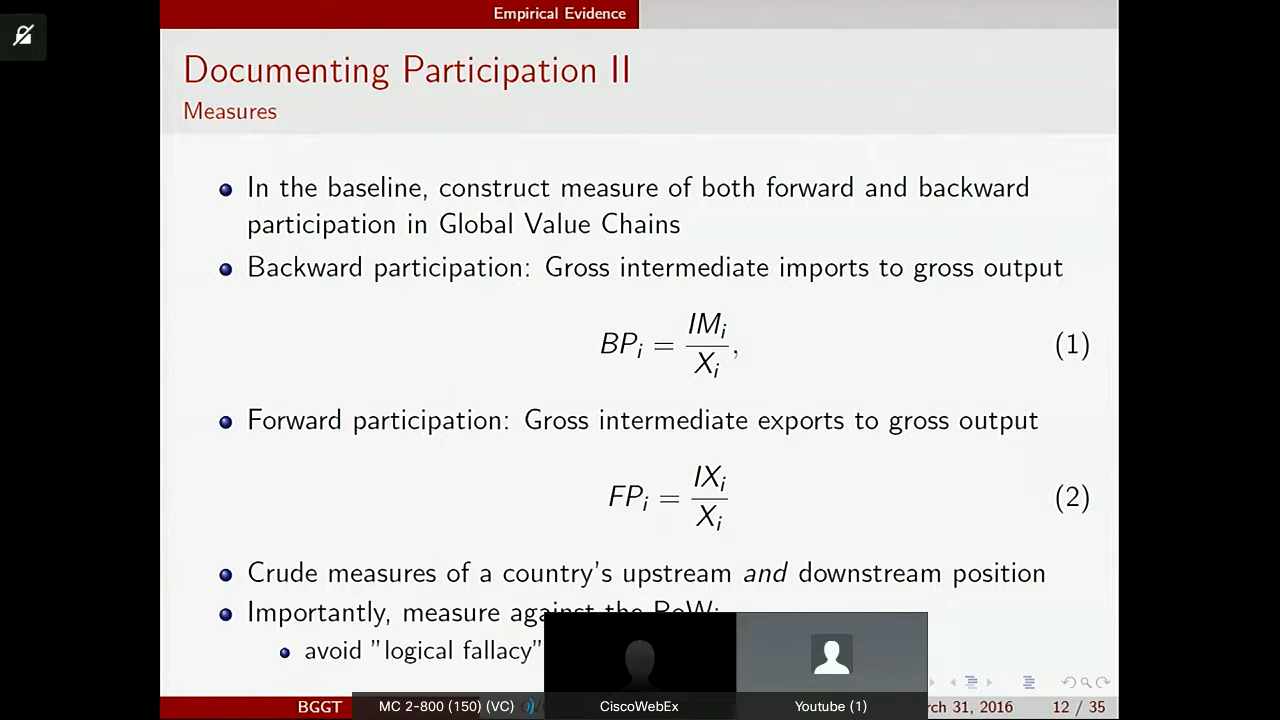 Empirical Evidence
Documenting Participation II
Measures
In the baseline, construct measure of both forward and backward
participation in Global Value Chains
Backward participation: Gross intermediate imports to gross output
BP_i = IM_i / X_i, (1)
Forward participation: Gross intermediate exports to gross output
FP_i = IX_i / X_i (2)
Crude measures of a country's upstream and downstream position
Importantly, measure against the RoW:
avoid "logical fallacy"
BGGT
MC 2-800 (150) (VC)
CiscoWebEx
Youtube (1)
31, 2016
12 / 35